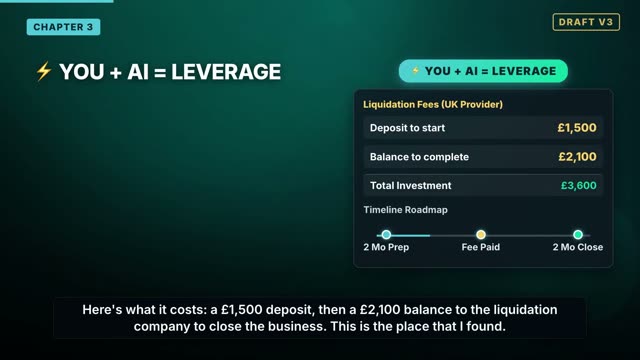 CHAPTER 3
DRAFT V3
⚡ YOU + AI = LEVERAGE
⚡ YOU + AI = LEVERAGE
Liquidation Fees (UK Provider)
Deposit to start £1,500
Balance to complete £2,100
Total Investment £3,600
Timeline Roadmap
2 Mo Prep Fee Paid 2 Mo Close
Here's what it costs: a £1,500 deposit, then a £2,100 balance to the liquidation
company to close the business. This is the place that I found.